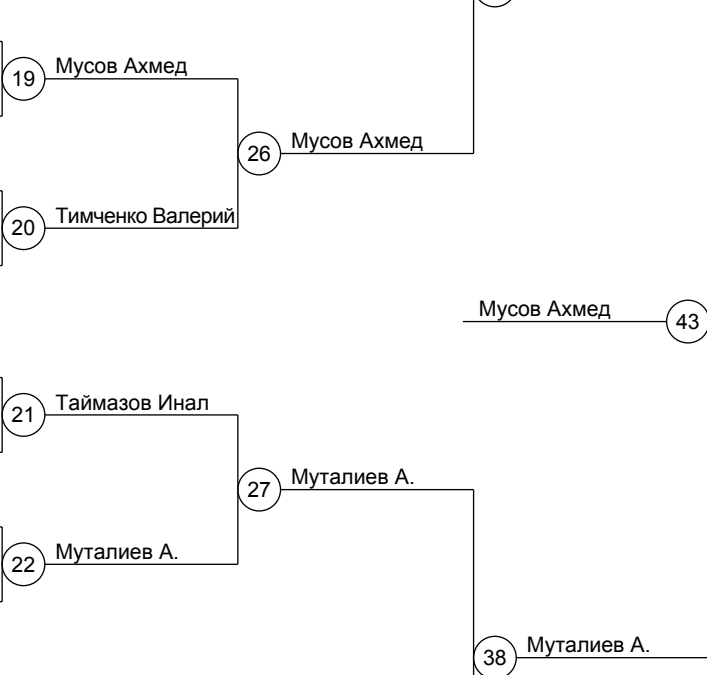 19
Мусов Ахмед
26
Мусов Ахмед
20
Тимченко Валерий
Мусов Ахмед
43
21
Таймазов Инал
27
Муталиев А.
22
Муталиев А.
38
Муталиев А.